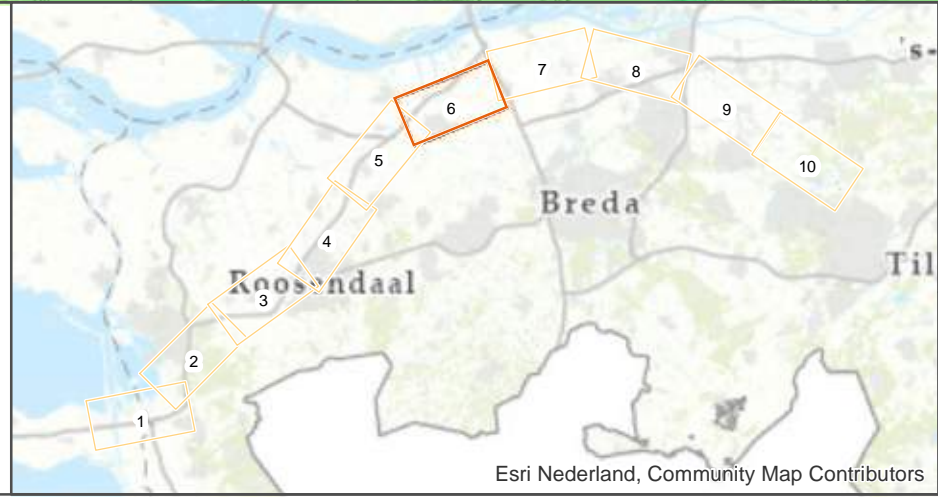 's-
7
8
6
9
5
10
Breda
4
Til
Roosendaal
3
2
1
Esri Nederland, Community Map Contributors